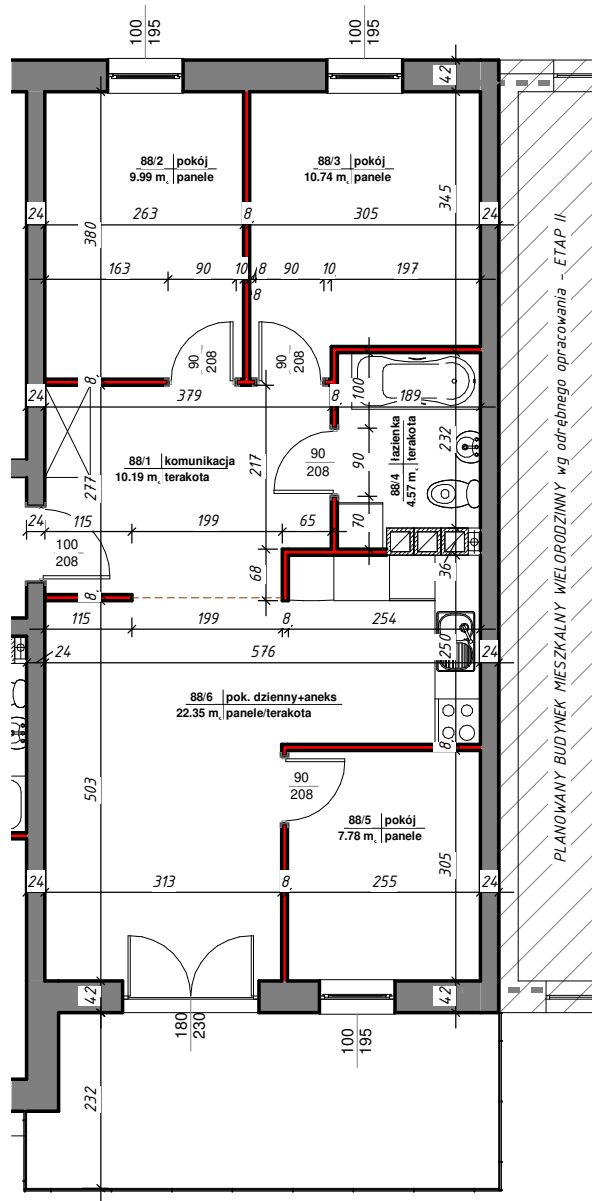 100
195
100
195
42
88/2 pokój
9.99 m² panele
88/3 pokój
10.74 m² panele
345
24 263 8 305 24
380
163 90 10 8 90 10 197
8
90
208
90
208
8
24 379 8 189
100
232
88/4 łazienka
4.57 m² terakota
90
208
90
88/1 komunikacja
10.19 m² terakota
217
277
70
24 115 199 65
100
208
68
36
8
115 199 8 254
24 576 24
250
88/6 pok. dzienny+aneks
22.35 m² panele/terakota
8
90
208
503
88/5 pokój
7.78 m² panele
305
24 313 8 255 24
42
42
180
230
100
195
232
PLANOWANY BUDYNEK MIESZKALNY WIELORODZINNY wg odrębnego opracowania - ETAP II